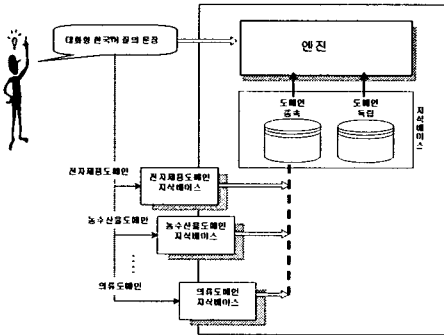 대화형 한국어 질의 문장
엔진
도메인
종속
도메인
독립
지식베이스
전자제품도메인
전자제품도메인
지식베이스
농수산물도메인
농수산물도메인
지식베이스
의류도메인
의류도메인
지식베이스